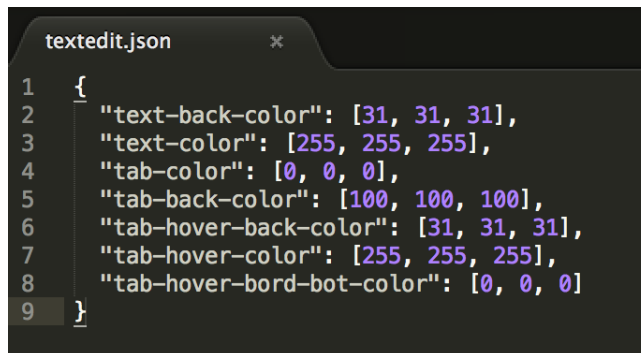 textedit.json ×
1 {
2 "text-back-color": [31, 31, 31],
3 "text-color": [255, 255, 255],
4 "tab-color": [0, 0, 0],
5 "tab-back-color": [100, 100, 100],
6 "tab-hover-back-color": [31, 31, 31],
7 "tab-hover-color": [255, 255, 255],
8 "tab-hover-bord-bot-color": [0, 0, 0]
9 }